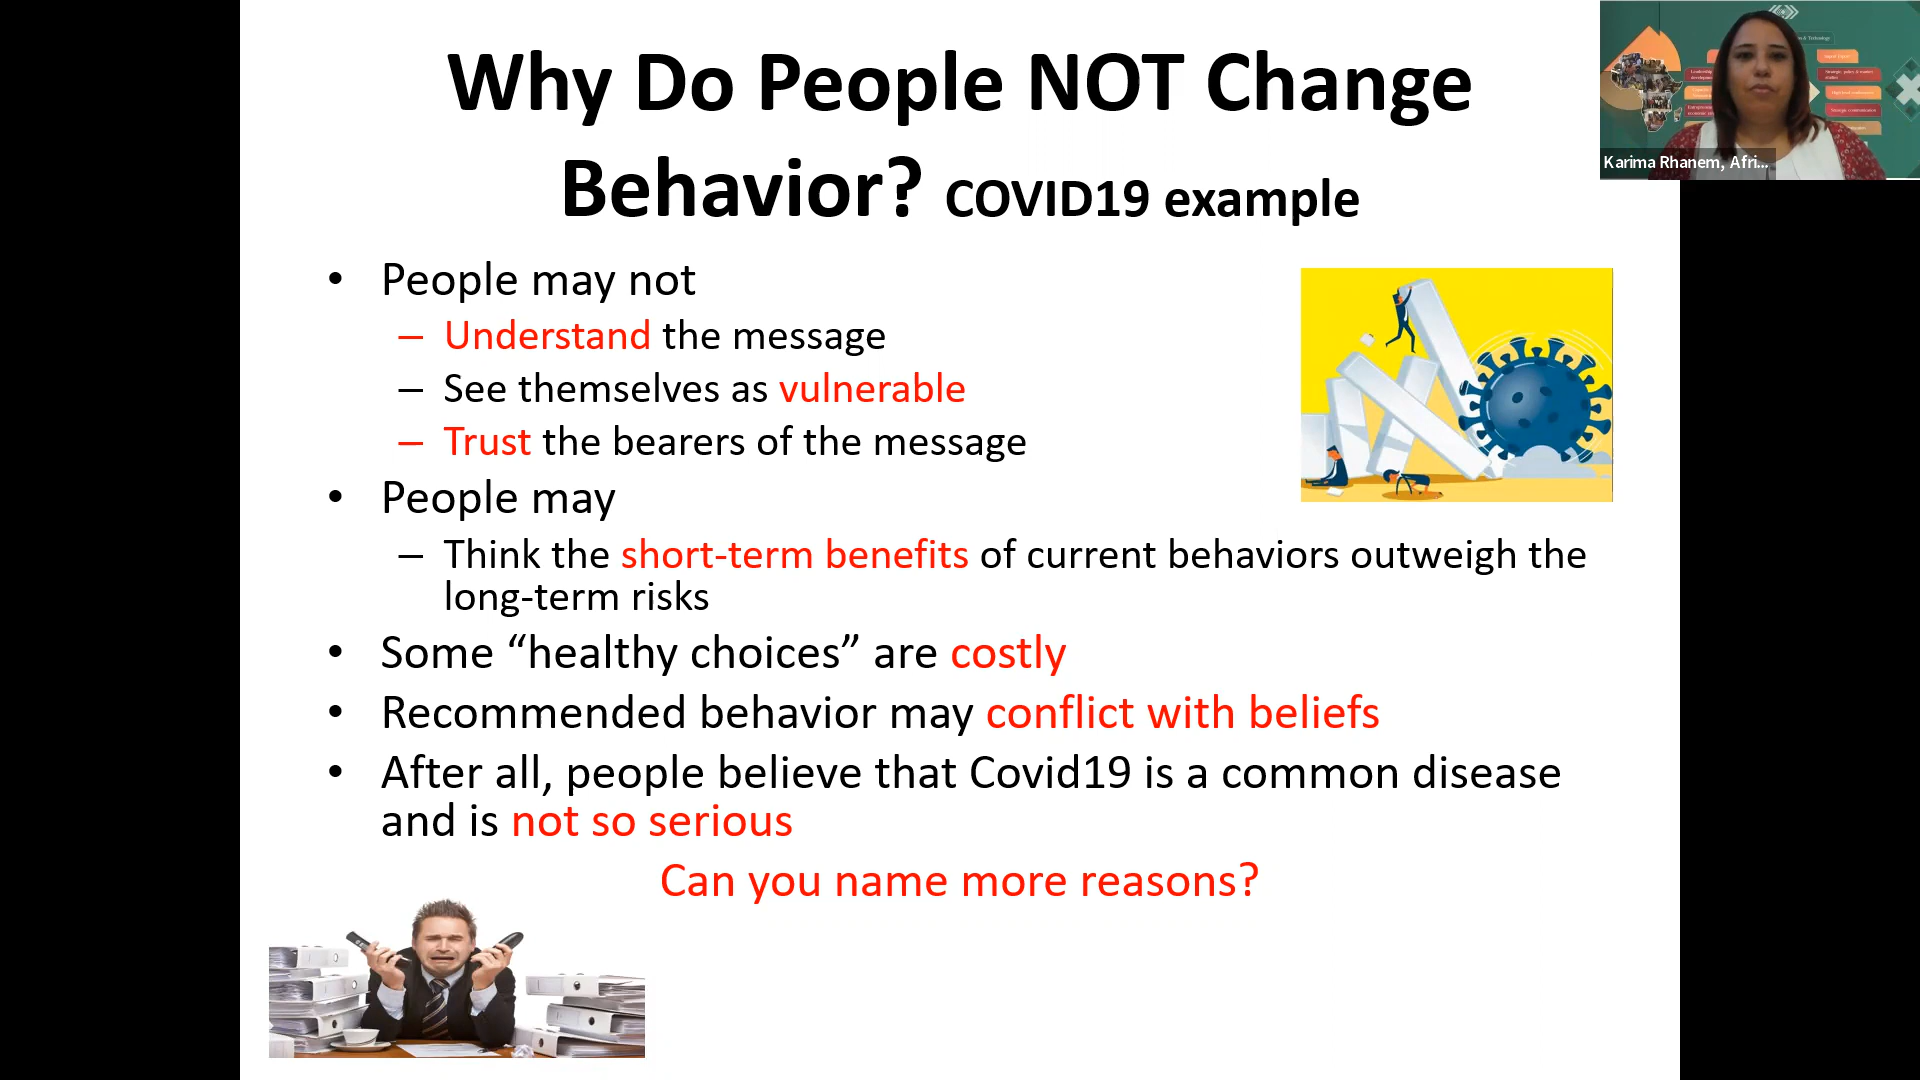 Why Do People NOT Change
Behavior? COVID19 example
• People may not
– Understand the message
– See themselves as vulnerable
– Trust the bearers of the message
• People may
– Think the short-term benefits of current behaviors outweigh the
long-term risks
• Some “healthy choices” are costly
• Recommended behavior may conflict with beliefs
• After all, people believe that Covid19 is a common disease
and is not so serious
Can you name more reasons?
Karima Rhanem, Afri...